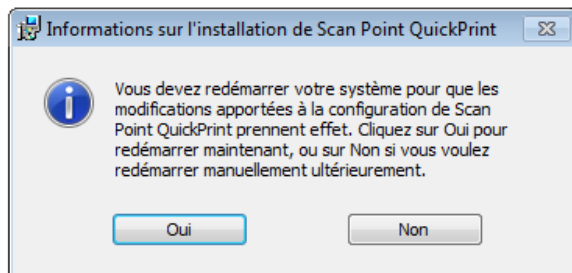 Informations sur l'installation de Scan Point QuickPrint
Vous devez redémarrer votre système pour que les
modifications apportées à la configuration de Scan
Point QuickPrint prennent effet. Cliquez sur Oui pour
redémarrer maintenant, ou sur Non si vous voulez
redémarrer manuellement ultérieurement.
Oui
Non